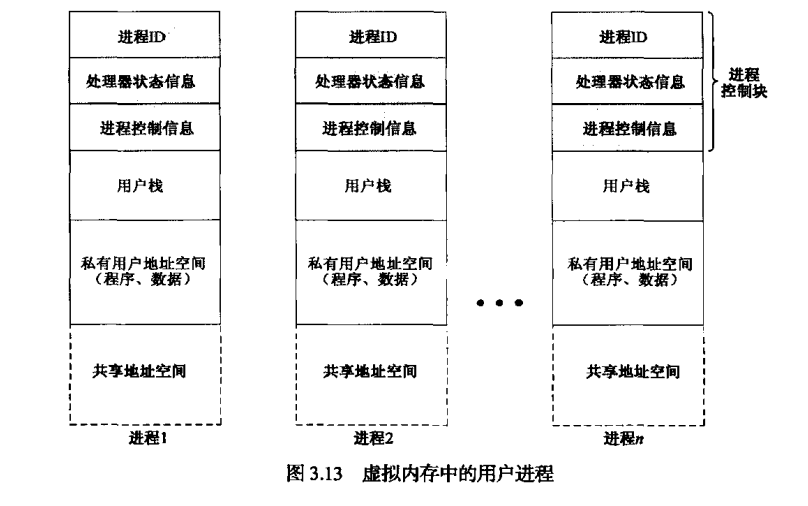 进程ID 进程ID 进程ID
处理器状态信息 处理器状态信息 处理器状态信息
进程
控制块
进程控制信息 进程控制信息 进程控制信息
用户栈 用户栈 用户栈
私有用户地址空间 私有用户地址空间 私有用户地址空间
（程序、数据） （程序、数据） （程序、数据）
共享地址空间 共享地址空间 共享地址空间
进程1 进程2 进程n
图 3.13 虚拟内存中的用户进程